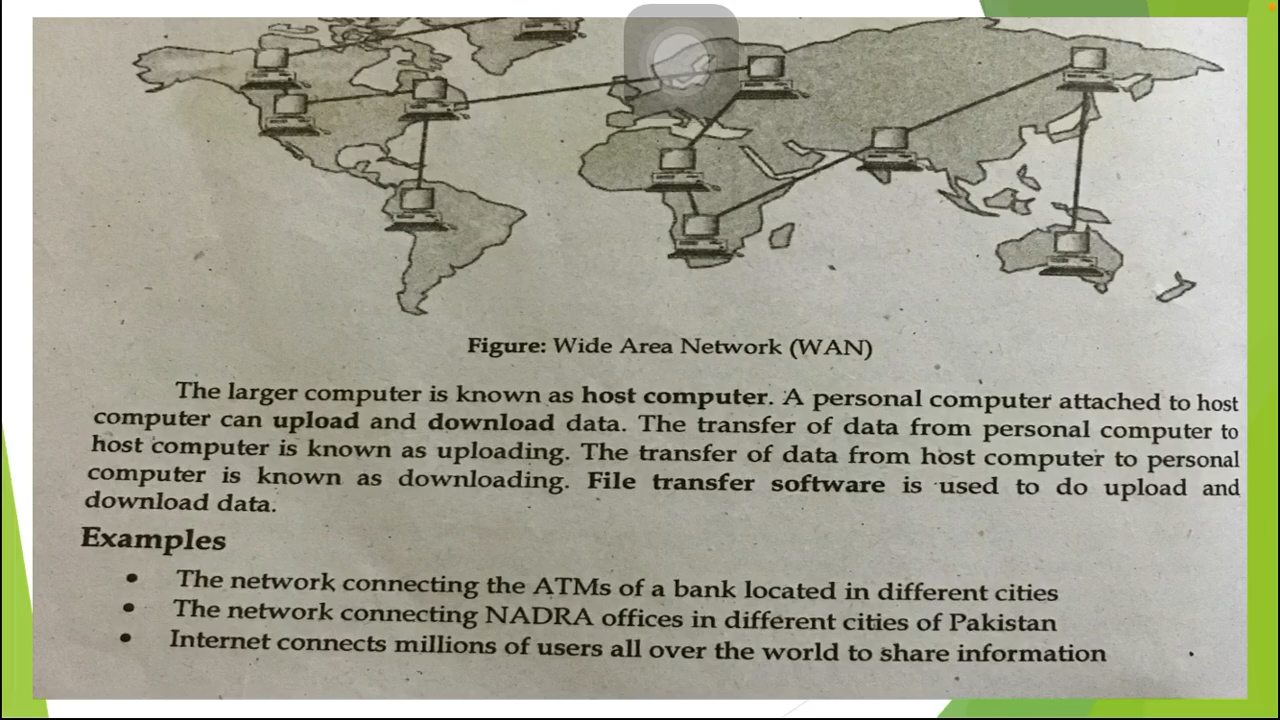 Figure: Wide Area Network (WAN)
The larger computer is known as host computer. A personal computer attached to host
computer can upload and download data. The transfer of data from personal computer to
host computer is known as uploading. The transfer of data from host computer to personal
computer is known as downloading. File transfer software is used to do upload and
download data.
Examples
• The network connecting the ATMs of a bank located in different cities
• The network connecting NADRA offices in different cities of Pakistan
• Internet connects millions of users all over the world to share information